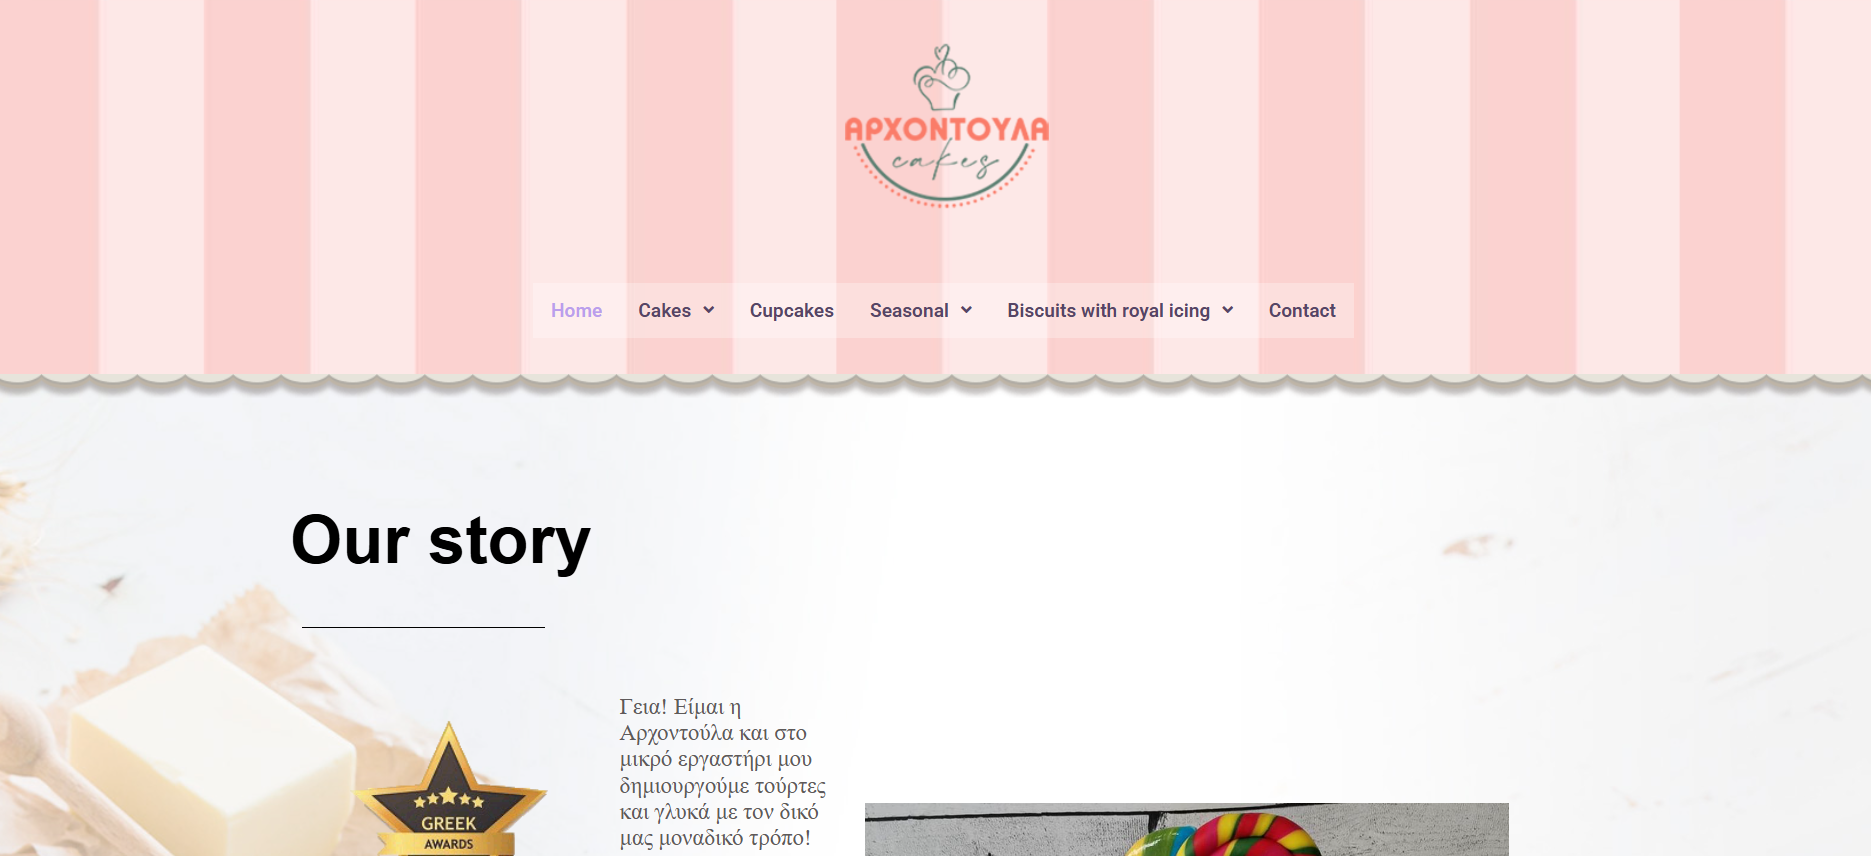 ΑΡΧΟΝΤΟΥΛΑ
cakes
Home Cakes Cupcakes Seasonal Biscuits with royal icing Contact
Our story
Γεια! Είμαι η
Αρχοντούλα και στο
μικρό εργαστήρι μου
δημιουργούμε τούρτες
και γλυκά με τον δικό
μας μοναδικό τρόπο!
GREEK
AWARDS